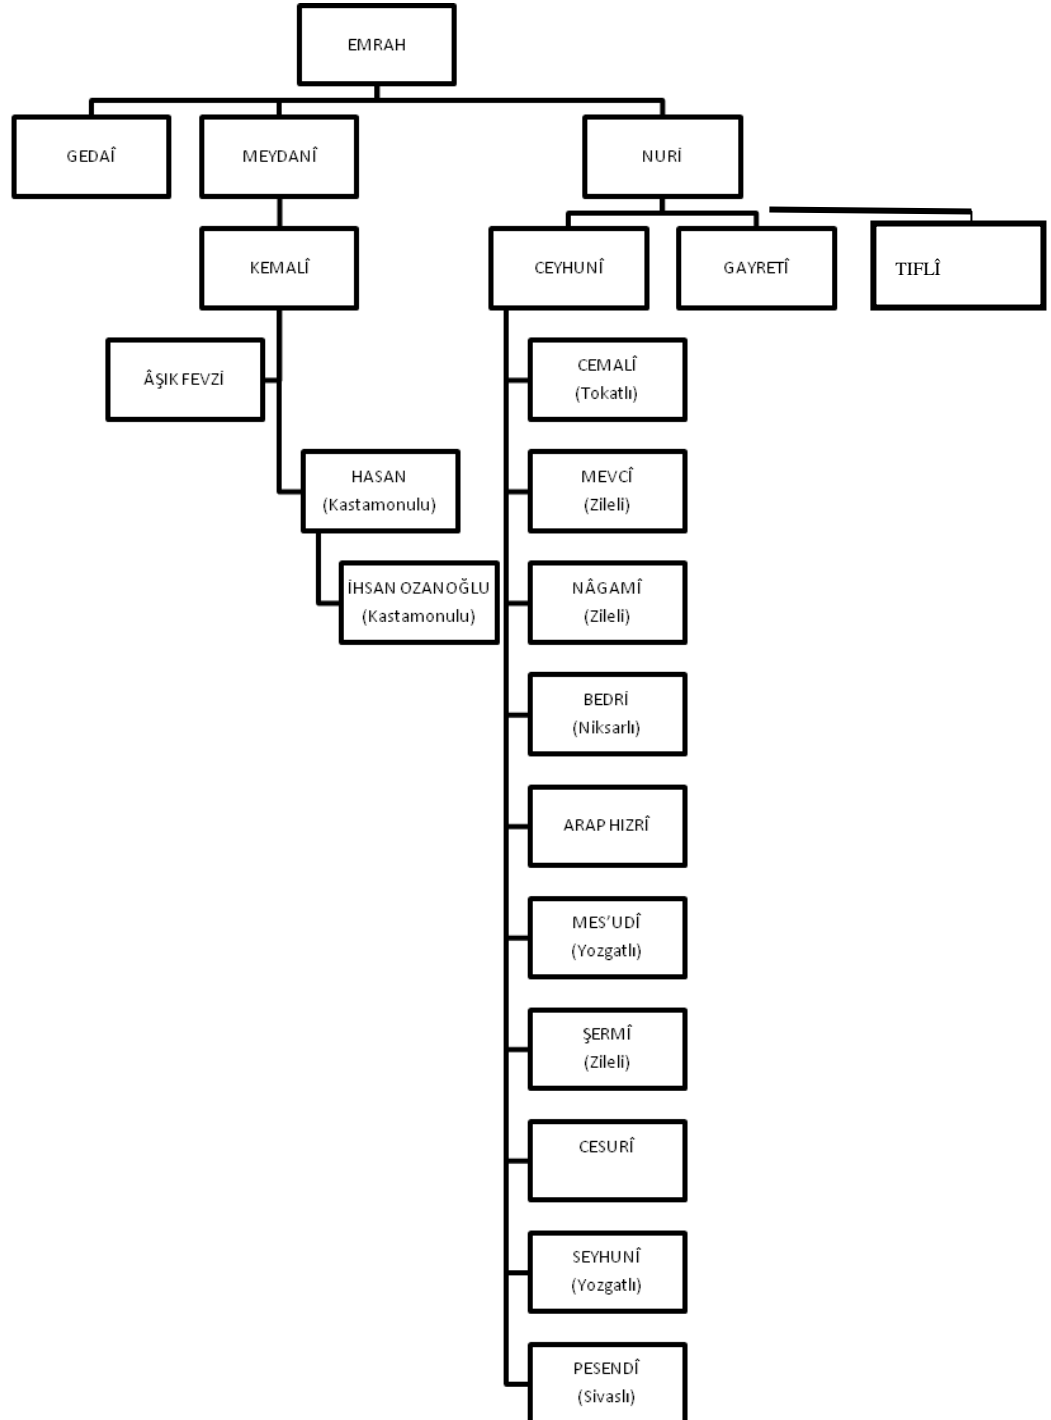 EMRAH
GEDAÎ
MEYDANÎ
NURİ
KEMALÎ
CEYHUNÎ
GAYRETÎ
TIFLÎ
ÂŞIK FEVZİ
HASAN
(Kastamonulu)
İHSAN OZANOĞLU
(Kastamonulu)
CEMALÎ
(Tokatlı)
MEVCÎ
(Zileli)
NÂGAMÎ
(Zileli)
BEDRİ
(Niksarlı)
ARAP HIZRÎ
MES’UDÎ
(Yozgatlı)
ŞERMÎ
(Zileli)
CESURÎ
SEYHUNÎ
(Yozgatlı)
PESENDÎ
(Sivaslı)